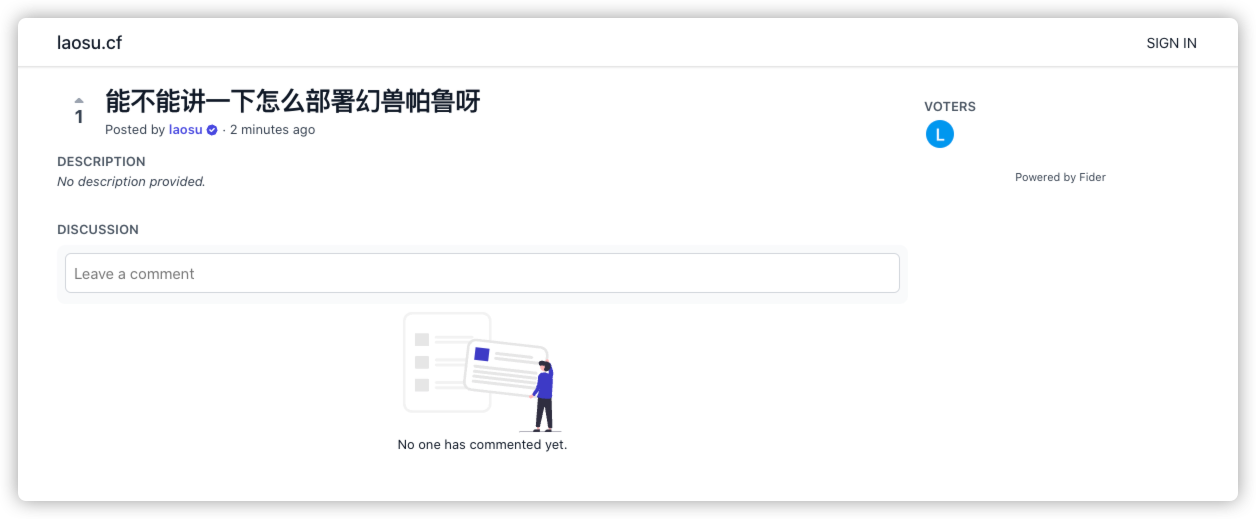 laosu.cf
SIGN IN
1
能不能讲一下怎么部署幻兽帕鲁呀
Posted by laosu · 2 minutes ago
DESCRIPTION
No description provided.
DISCUSSION
Leave a comment
No one has commented yet.
VOTERS
L
Powered by Fider